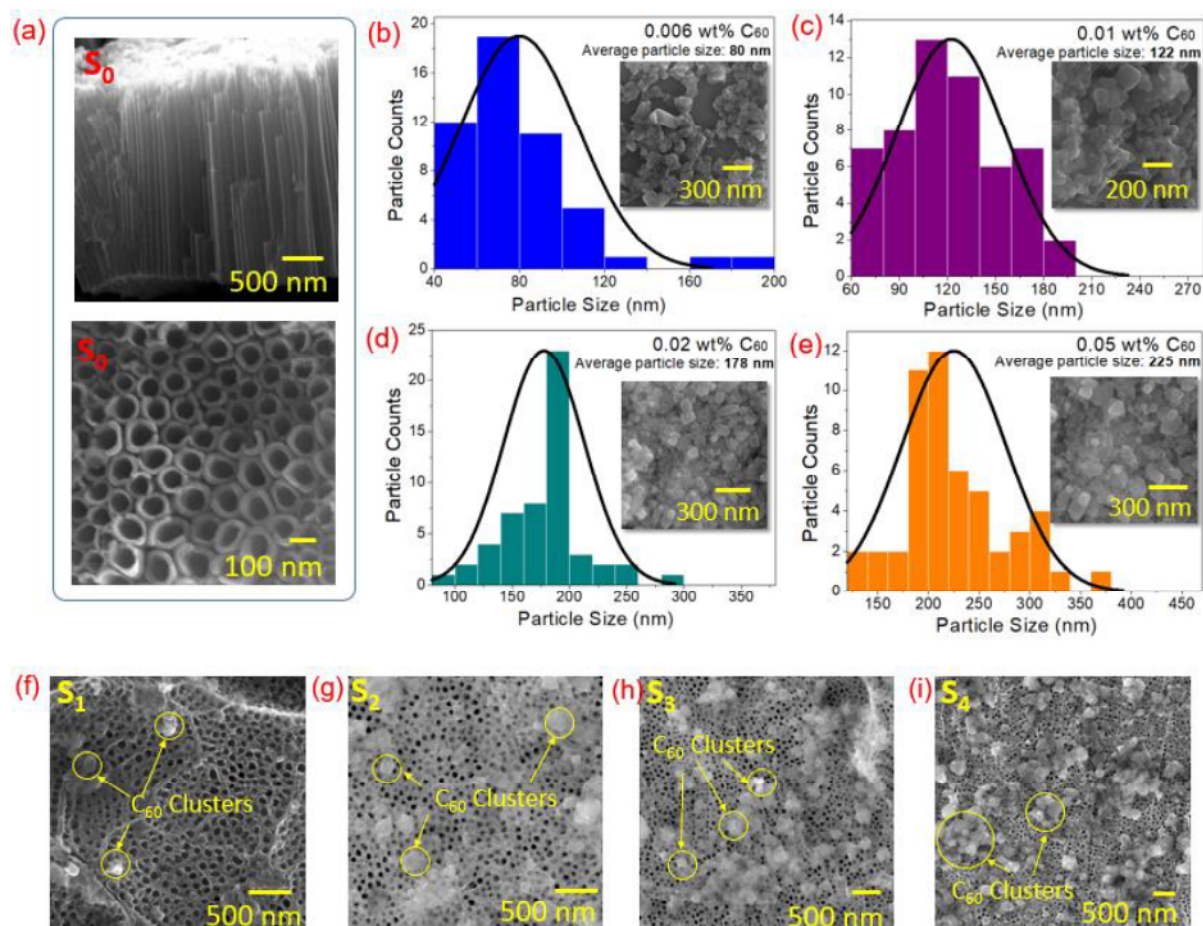 (a)
S₀
500 nm
S₀
100 nm
(b)
0.006 wt% C₆₀
Average particle size: 80 nm
300 nm
Particle Counts
20
16
12
8
4
0
40
80
120
160
200
Particle Size (nm)
(c)
0.01 wt% C₆₀
Average particle size: 122 nm
200 nm
Particle Counts
14
12
10
8
6
4
2
0
60
90
120
150
180
210
240
270
Particle Size (nm)
(d)
0.02 wt% C₆₀
Average particle size: 178 nm
300 nm
Particle Counts
25
20
15
10
5
0
100
150
200
250
300
350
Particle Size (nm)
(e)
0.05 wt% C₆₀
Average particle size: 225 nm
300 nm
Particle Counts
12
10
8
6
4
2
0
150
200
250
300
350
400
450
Particle Size (nm)
(f)
S₁
C₆₀ Clusters
500 nm
(g)
S₂
C₆₀ Clusters
500 nm
(h)
S₃
C₆₀ Clusters
500 nm
(i)
S₄
C₆₀ Clusters
500 nm